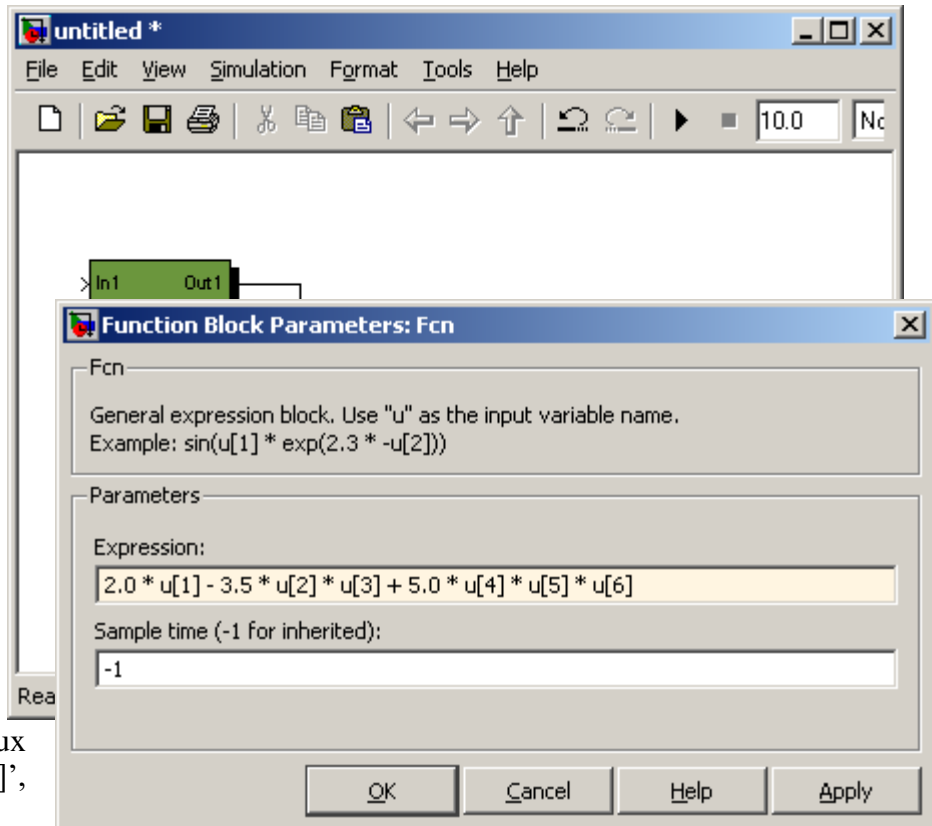 untitled *
File Edit View Simulation Format Tools Help
10.0 No
In1 Out1
Function Block Parameters: Fcn
Fcn
General expression block. Use "u" as the input variable name.
Example: sin(u[1] * exp(2.3 * -u[2]))
Parameters
Expression:
2.0 * u[1] - 3.5 * u[2] * u[3] + 5.0 * u[4] * u[5] * u[6]
Sample time (-1 for inherited):
-1
Rea
ux
]’,
OK Cancel Help Apply